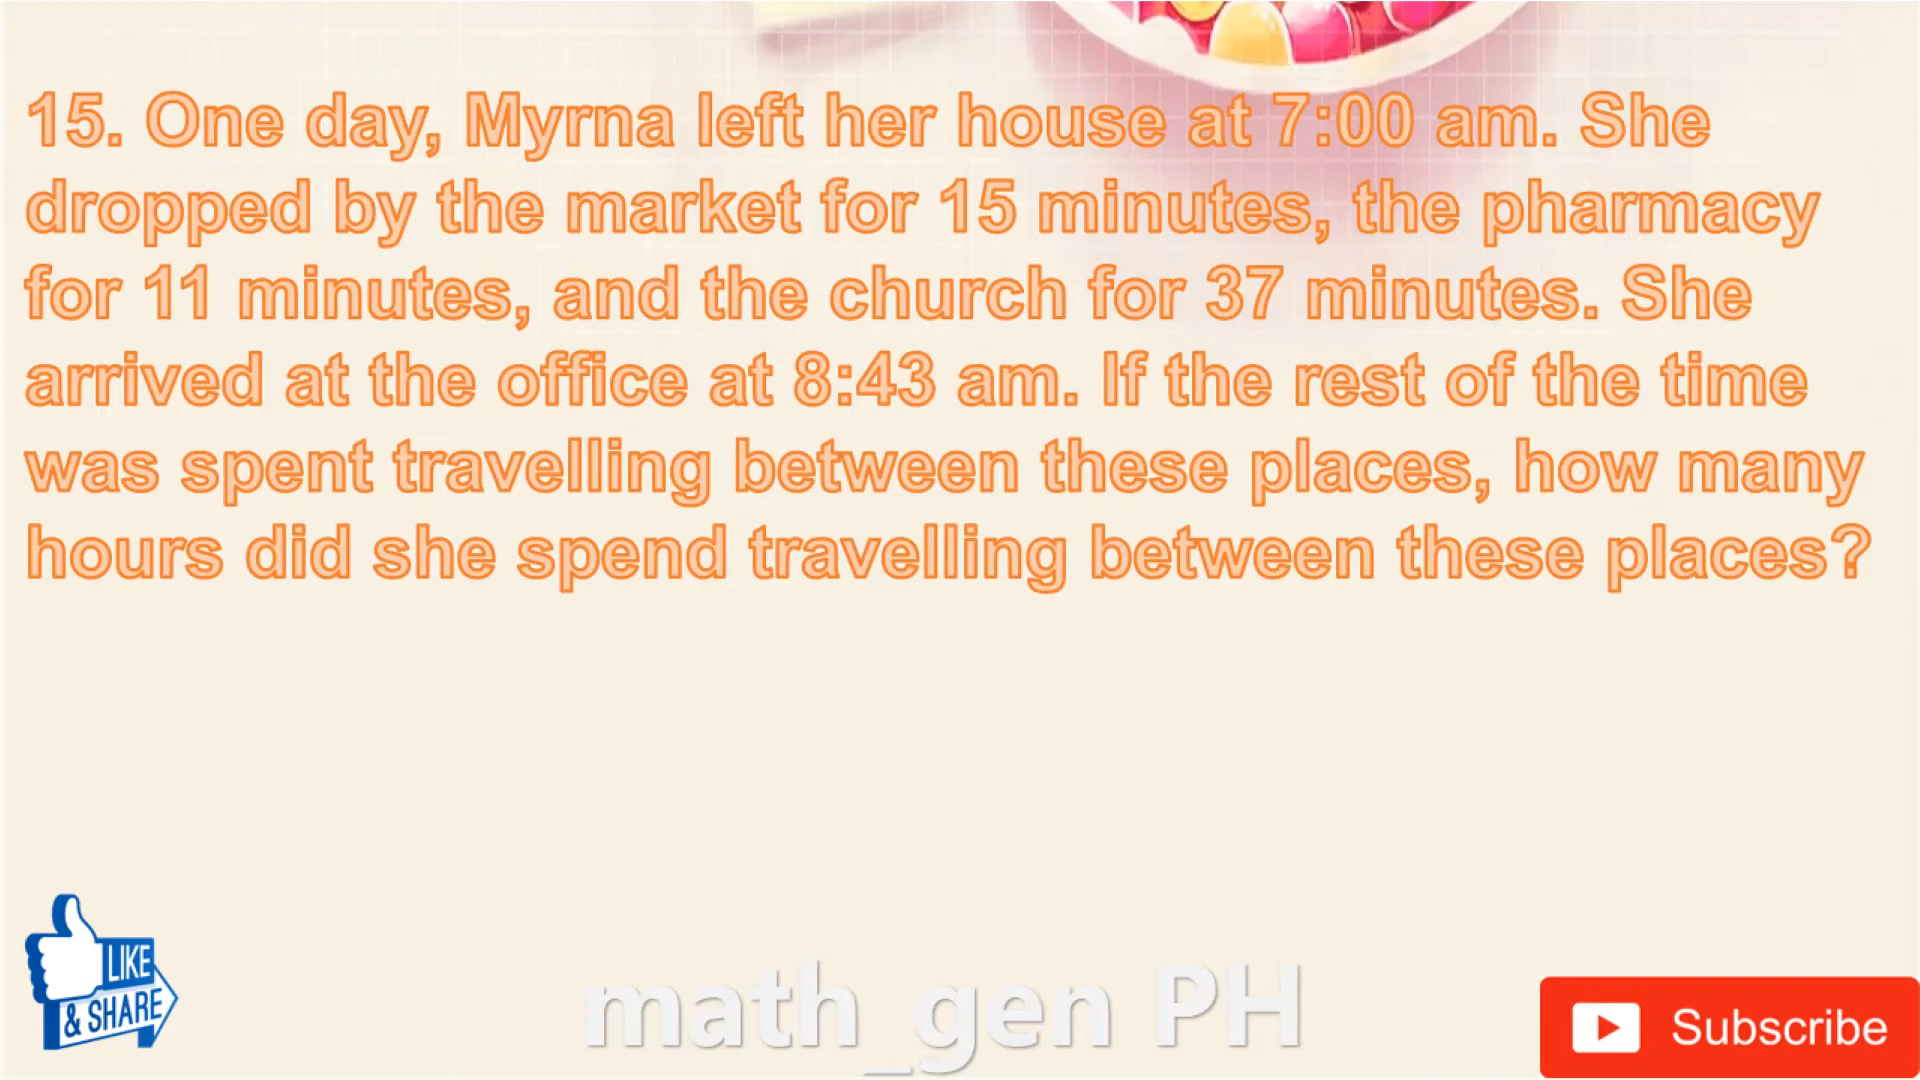 15. One day, Myrna left her house at 7:00 am. She
dropped by the market for 15 minutes, the pharmacy
for 11 minutes, and the church for 37 minutes. She
arrived at the office at 8:43 am. If the rest of the time
was spent travelling between these places, how many
hours did she spend travelling between these places?
LIKE
& SHARE
math_gen PH
Subscribe